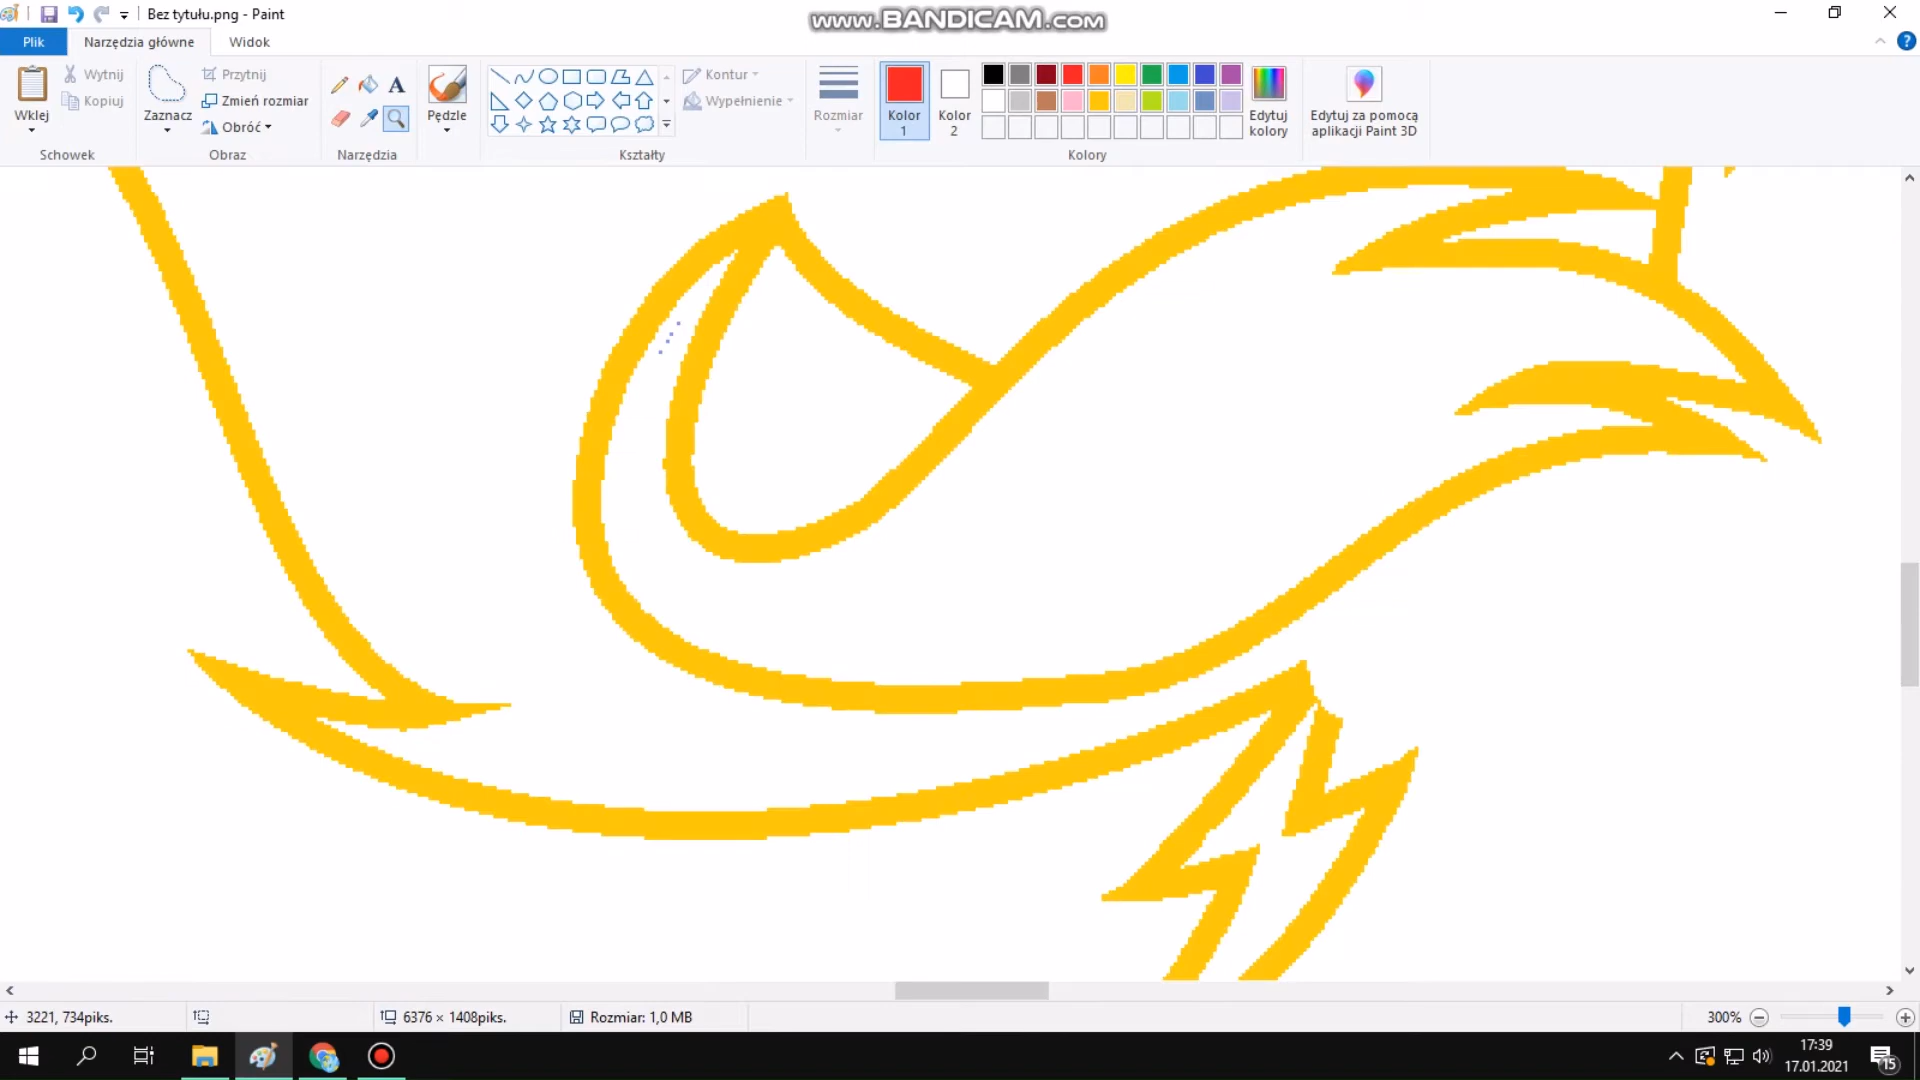 Bez tytułu.png - Paint
www.BANDICAM.com
Plik
Narzędzia główne
Widok
Wklej
Wytnij
Kopiuj
Schowek
Zaznacz
Przytnij
Zmień rozmiar
Obróć
Obraz
A
Narzędzia
Pędzle
Kontur
Wypełnienie
Kształty
Rozmiar
Kolor
1
Kolor
2
Edytuj
kolory
Kolory
Edytuj za pomocą
aplikacji Paint 3D
3221, 734piks.
6376 × 1408piks.
Rozmiar: 1,0 MB
300%
17:39
17.01.2021
15